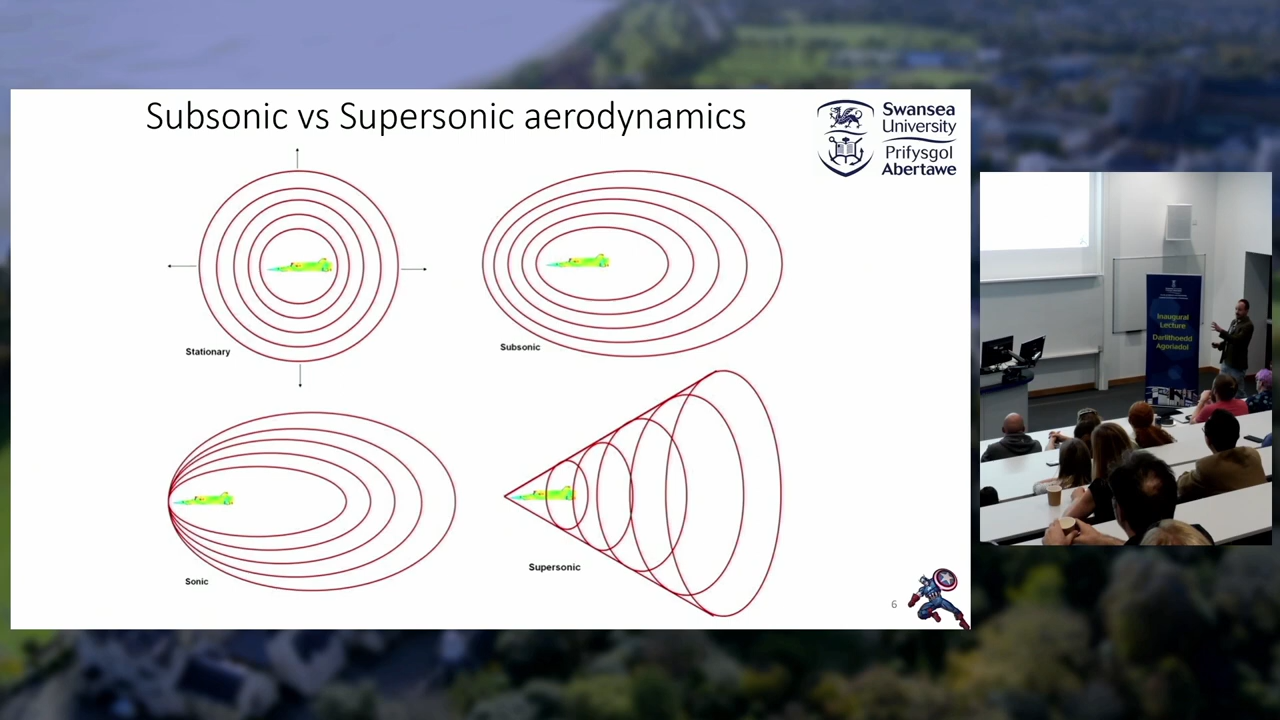 Subsonic vs Supersonic aerodynamics
Swansea
University
Prifysgol
Abertawe
Stationary
Subsonic
Sonic
Supersonic
6
Inaugural
Lecture
Darlithoedd
Agoriadol